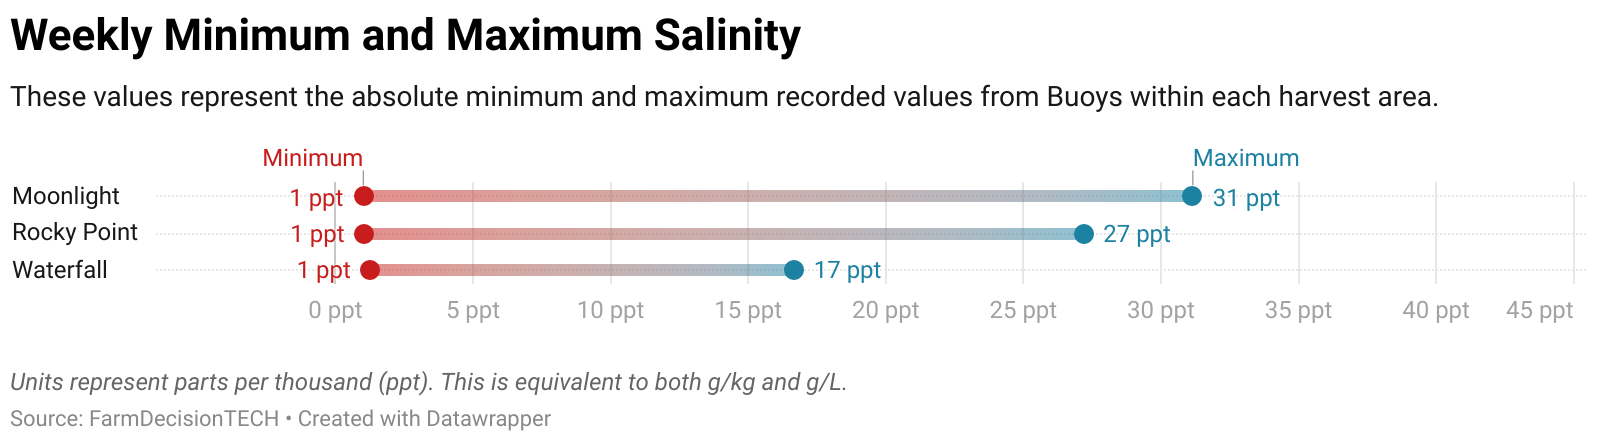 Weekly Minimum and Maximum Salinity
These values represent the absolute minimum and maximum recorded values from Buoys within each harvest area.
Minimum Maximum
Moonlight 1 ppt 31 ppt
Rocky Point 1 ppt 27 ppt
Waterfall 1 ppt 17 ppt
0 ppt 5 ppt 10 ppt 15 ppt 20 ppt 25 ppt 30 ppt 35 ppt 40 ppt 45 ppt
Units represent parts per thousand (ppt). This is equivalent to both g/kg and g/L.
Source: FarmDecisionTECH • Created with Datawrapper